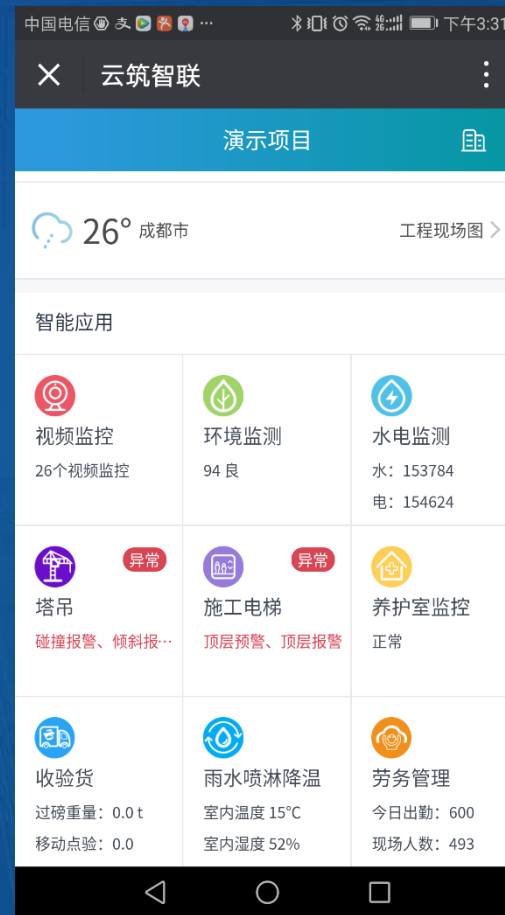 中国电信 下午3:31
云筑智联
演示项目
26° 成都市 工程现场图
智能应用
视频监控 环境监测 水电监测
26个视频监控 94 良 水：153784
电：154624
异常 异常
塔吊 施工电梯 养护室监控
碰撞报警、倾斜报… 顶层预警、顶层报警 正常
收验货 雨水喷淋降温 劳务管理
过磅重量：0.0 t 室内温度 15℃ 今日出勤：600
移动点验：0.0 室内湿度 52% 现场人数：493